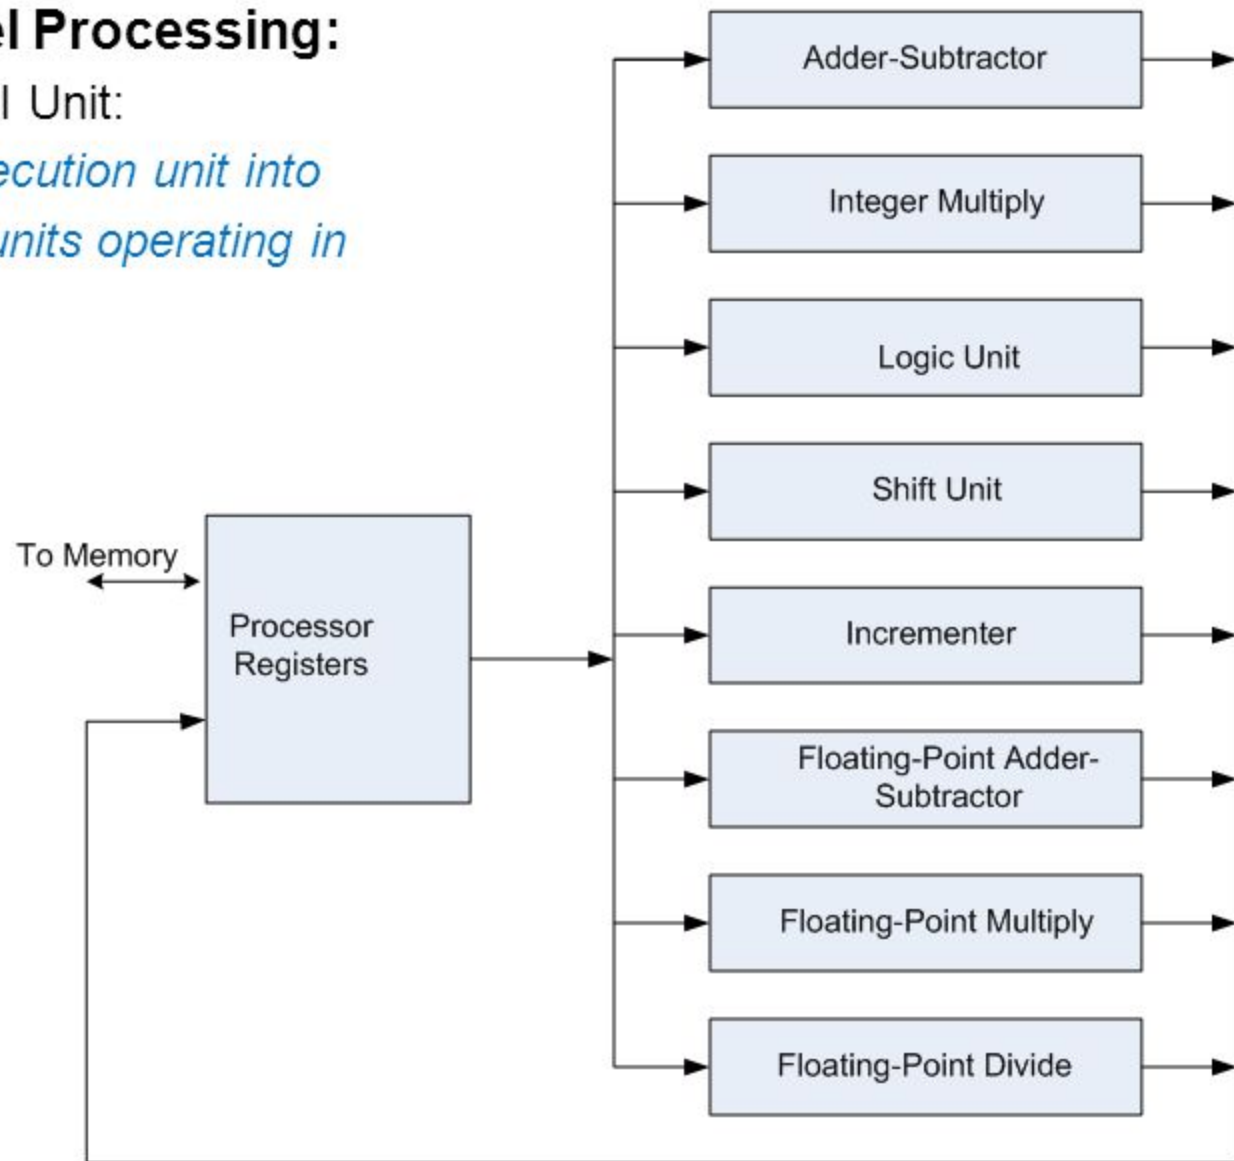 el Processing:
l Unit:
ecution unit into
units operating in
Adder-Subtractor
Integer Multiply
Logic Unit
Shift Unit
To Memory
Processor
Registers
Incrementer
Floating-Point Adder-
Subtractor
Floating-Point Multiply
Floating-Point Divide